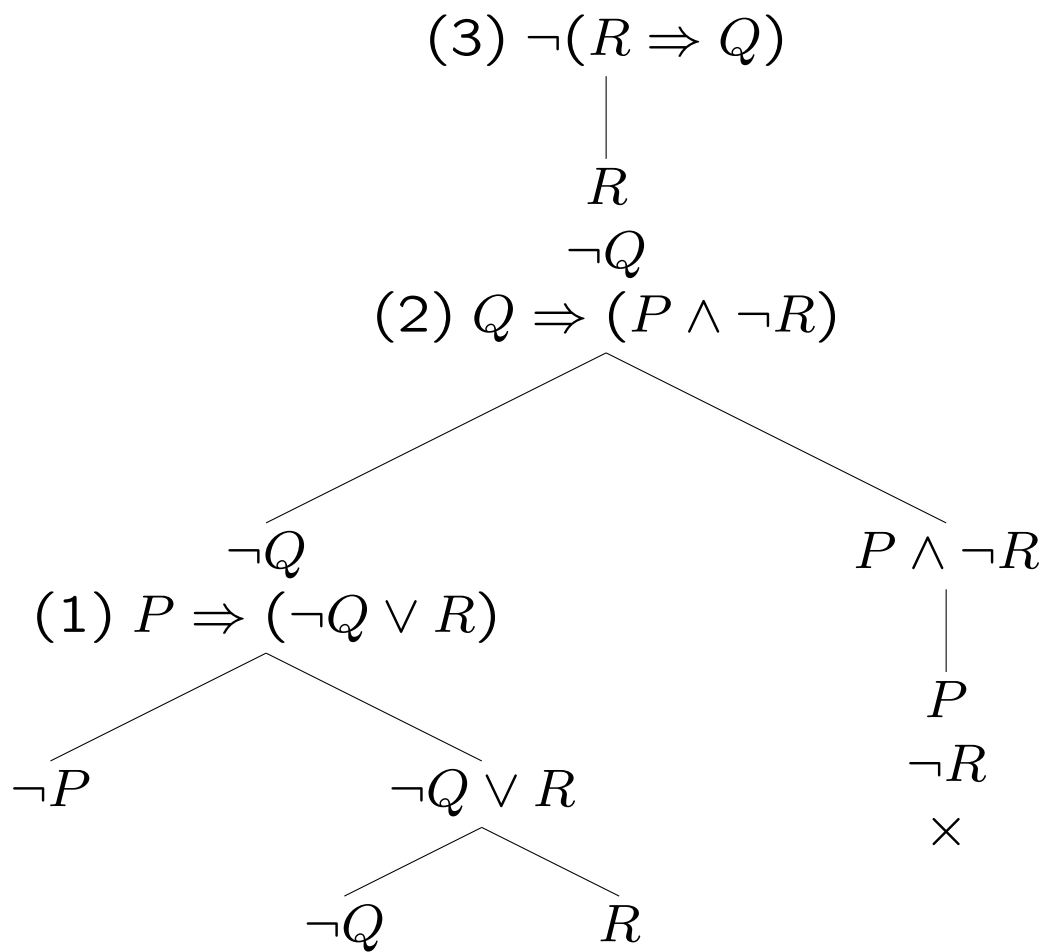 (3) ¬(R ⇒ Q)
R
¬Q
(2) Q ⇒ (P ∧ ¬R)
¬Q
P ∧ ¬R
(1) P ⇒ (¬Q ∨ R)
P
¬R
×
¬P
¬Q ∨ R
¬Q
R